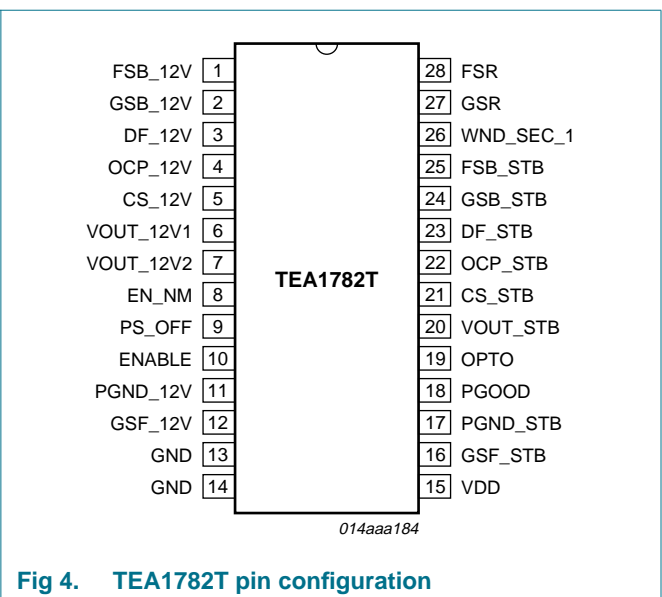 FSB_12V 1 28 FSR
GSB_12V 2 27 GSR
DF_12V 3 26 WND_SEC_1
OCP_12V 4 25 FSB_STB
CS_12V 5 24 GSB_STB
VOUT_12V1 6 23 DF_STB
VOUT_12V2 7 22 OCP_STB
TEA1782T
EN_NM 8 21 CS_STB
PS_OFF 9 20 VOUT_STB
ENABLE 10 19 OPTO
PGND_12V 11 18 PGOOD
GSF_12V 12 17 PGND_STB
GND 13 16 GSF_STB
GND 14 15 VDD
014aaa184
Fig 4. TEA1782T pin configuration